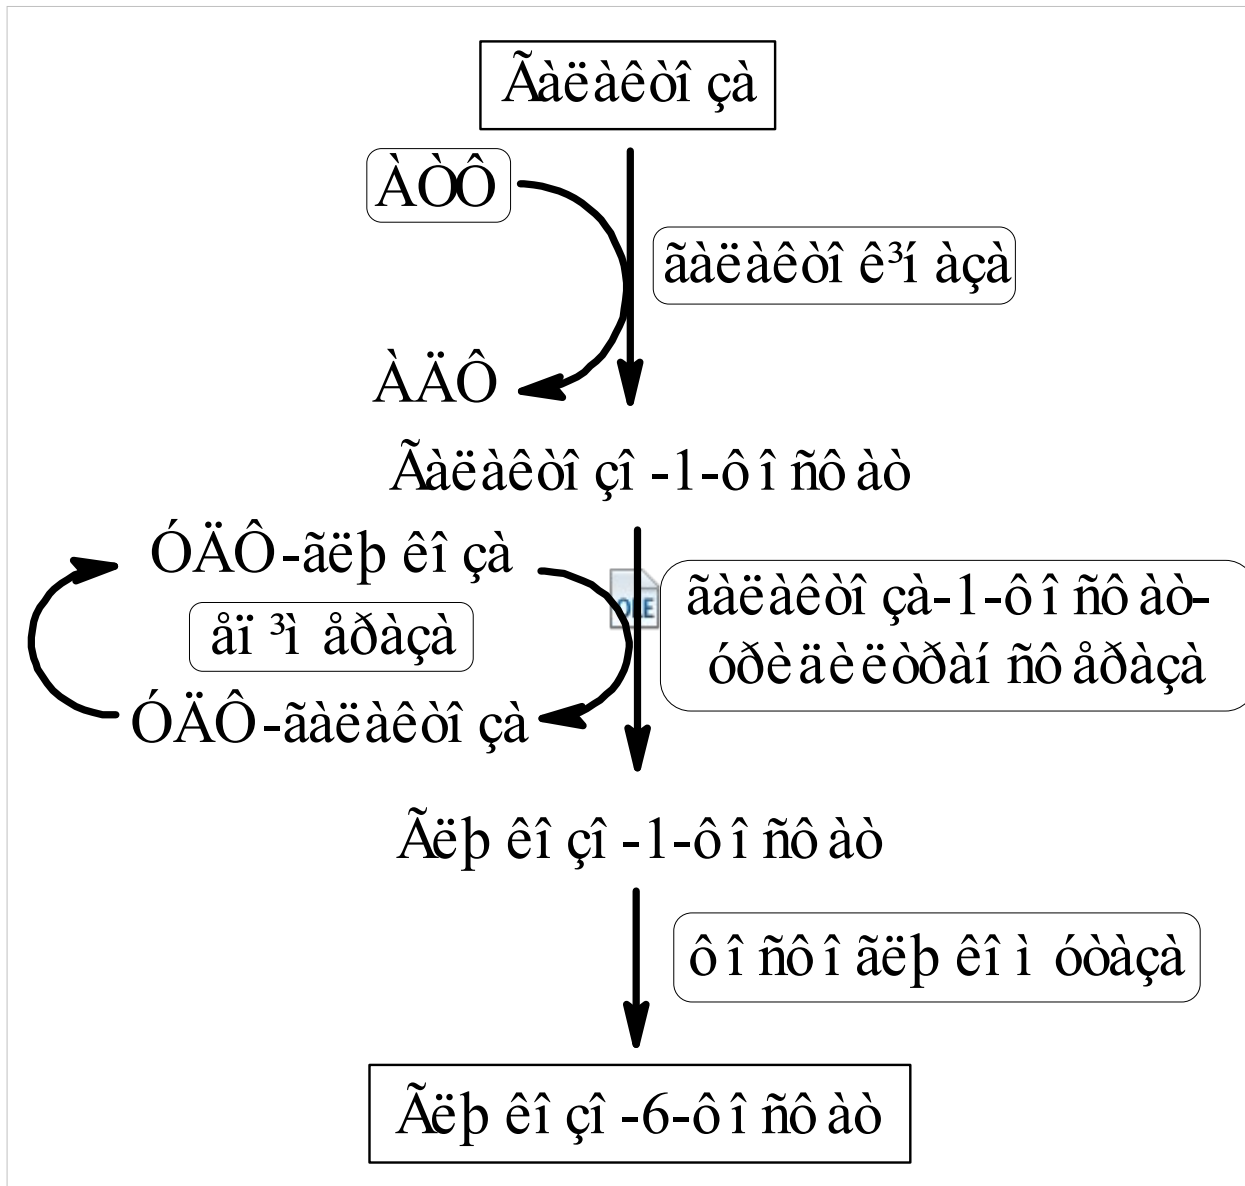 Ãàëàêòî çà
ÀÒÔ
ãàëàêòî ê³í àçà
ÀÄÔ
Ãàëàêòî çî -1-ô î ñô àò
ÓÄÔ-ãëþ êî çà
OLE
ãàëàêòî çà-1-ô î ñô àò-
åï ³ì åðàçà
óðèäèëòðàí ñô åðàçà
ÓÄÔ-ãàëàêòî çà
Ãëþ êî çî -1-ô î ñô àò
ô î ñô î ãëþ êî ì óòàçà
Ãëþ êî çî -6-ô î ñô àò